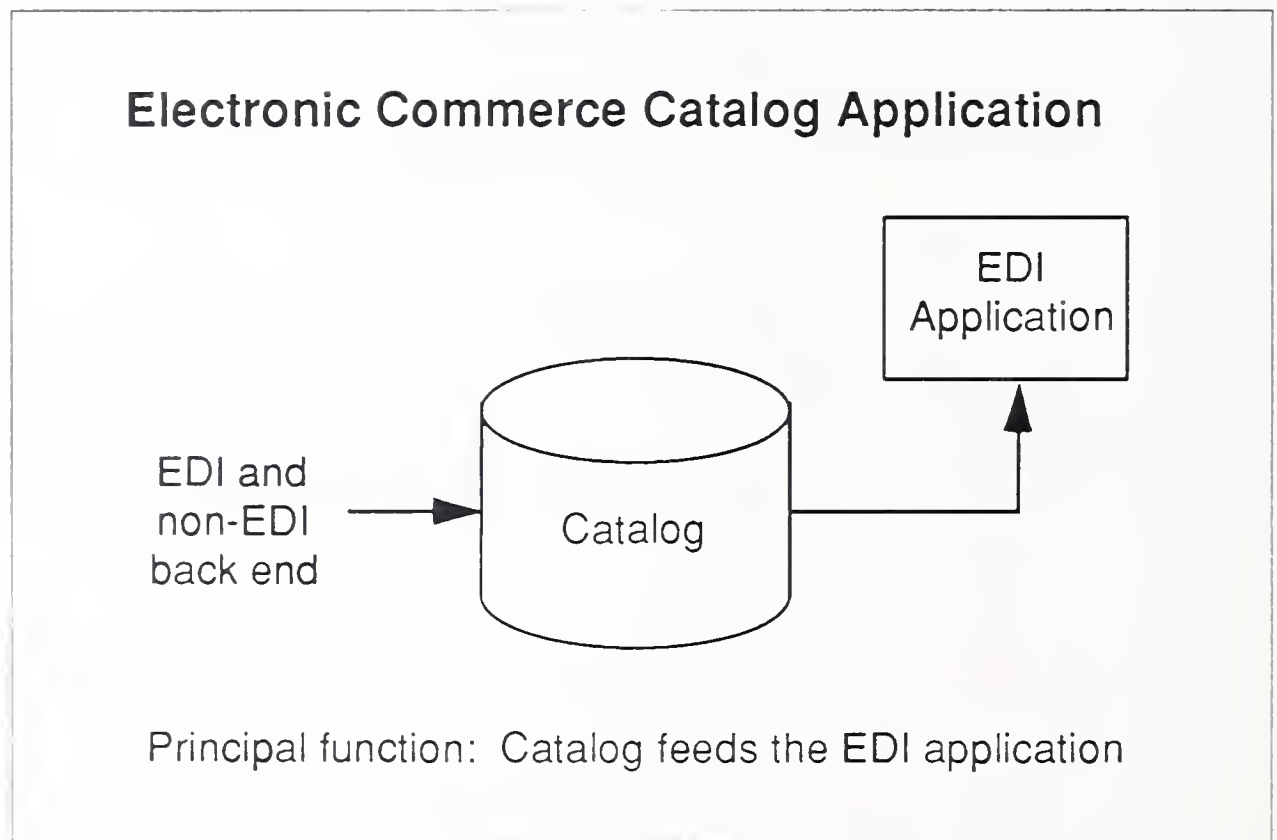 Electronic Commerce Catalog Application
EDI
Application
EDI and
non-EDI
back end
Catalog
Principal function: Catalog feeds the EDI application